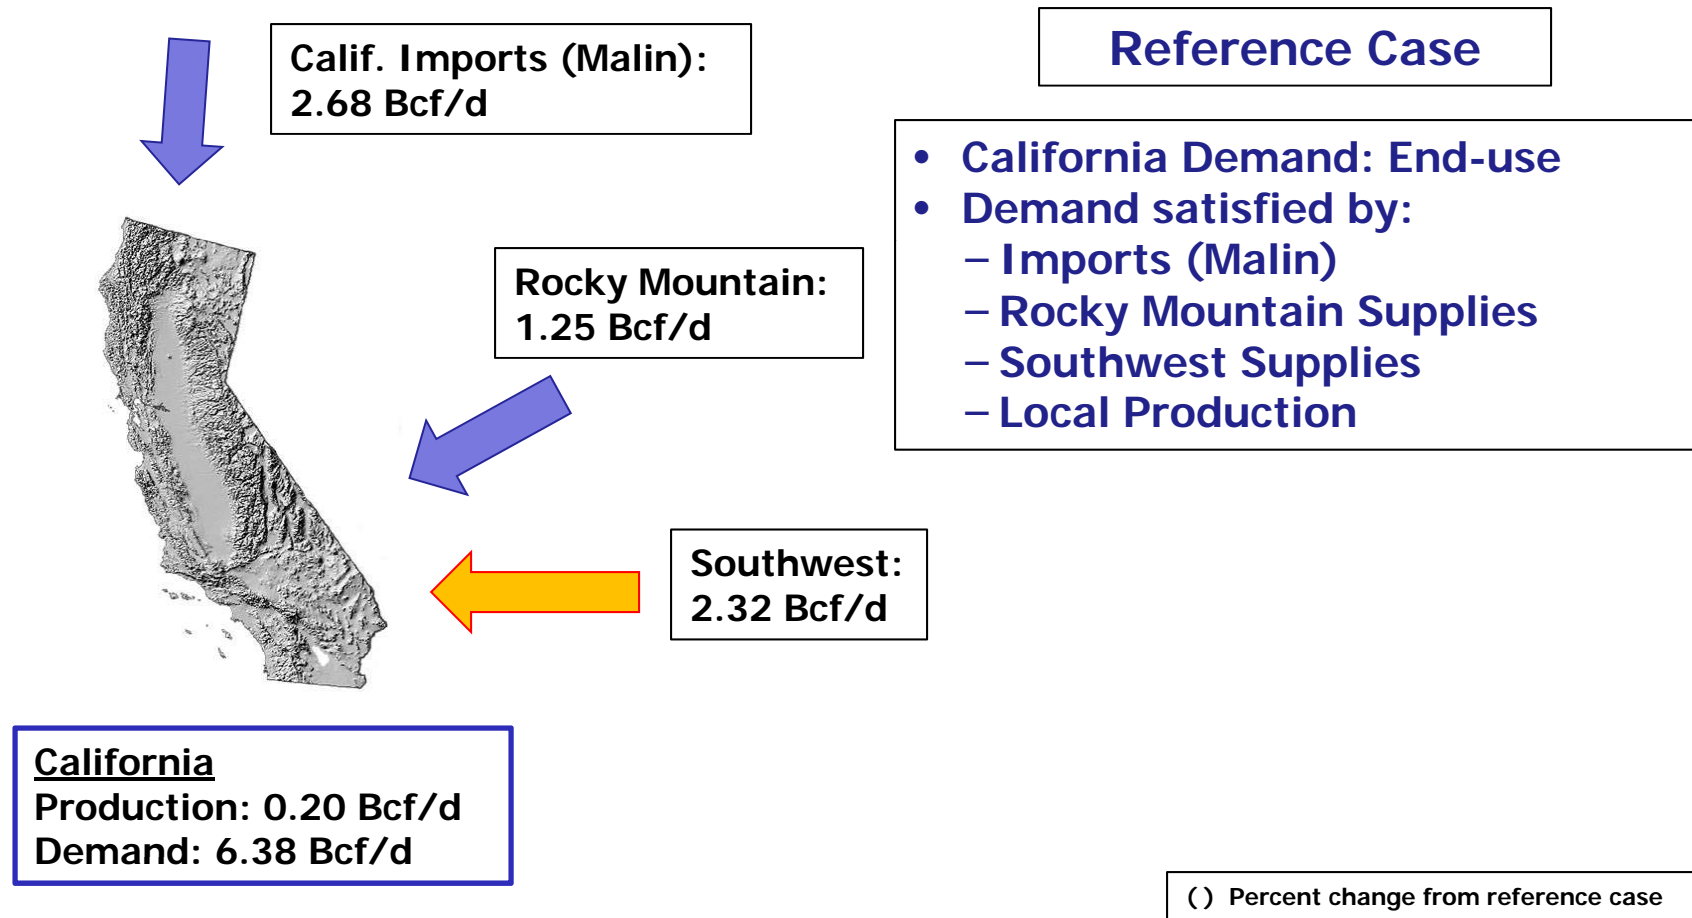 Calif. Imports (Malin):
2.68 Bcf/d
Reference Case
• California Demand: End-use
• Demand satisfied by:
– Imports (Malin)
– Rocky Mountain Supplies
– Southwest Supplies
– Local Production
Rocky Mountain:
1.25 Bcf/d
Southwest:
2.32 Bcf/d
California
Production: 0.20 Bcf/d
Demand: 6.38 Bcf/d
( ) Percent change from reference case